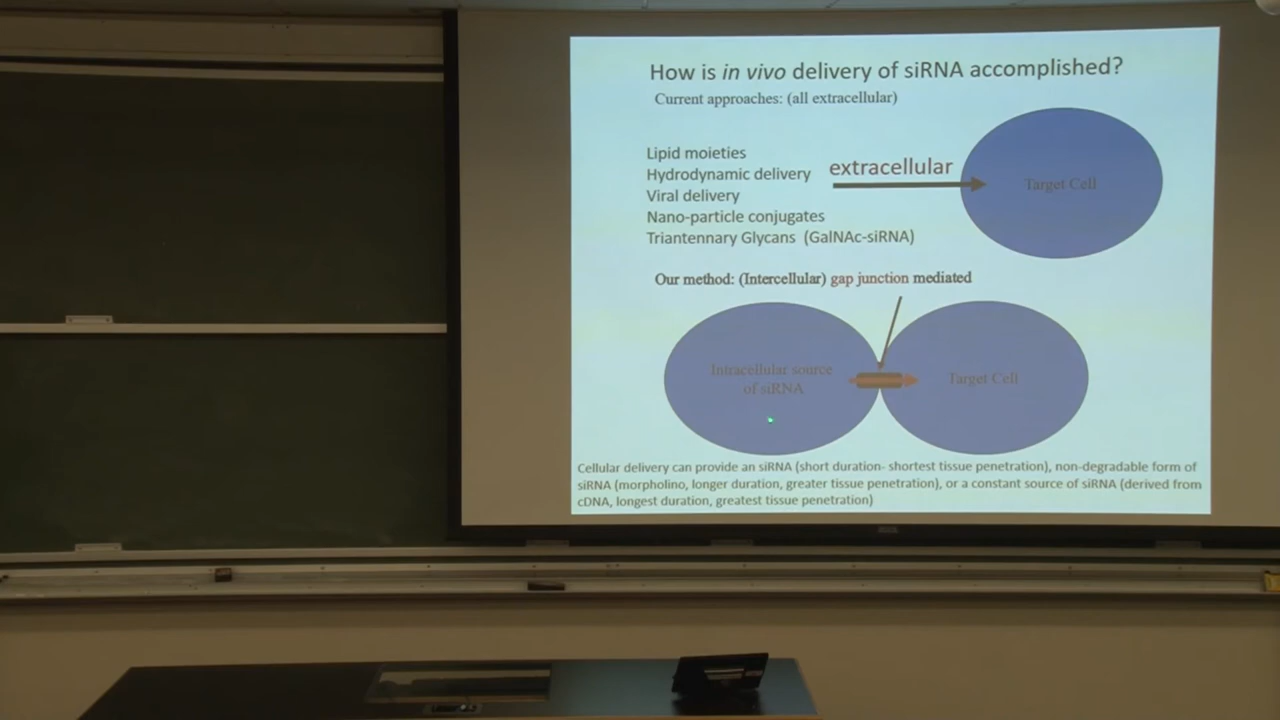 How is in vivo delivery of siRNA accomplished?
Current approaches: (all extracellular)
Lipid moieties
Hydrodynamic delivery
Viral delivery
Nano-particle conjugates
Triantennary Glycans (GalNAc-siRNA)
extracellular
Target Cell
Our method: (Intercellular) gap junction mediated
Intracellular source
of siRNA
Target Cell
Cellular delivery can provide an siRNA (short duration- shortest tissue penetration), non-degradable form of
siRNA (morpholino, longer duration, greater tissue penetration), or a constant source of siRNA (derived from
cDNA, longest duration, greatest tissue penetration)